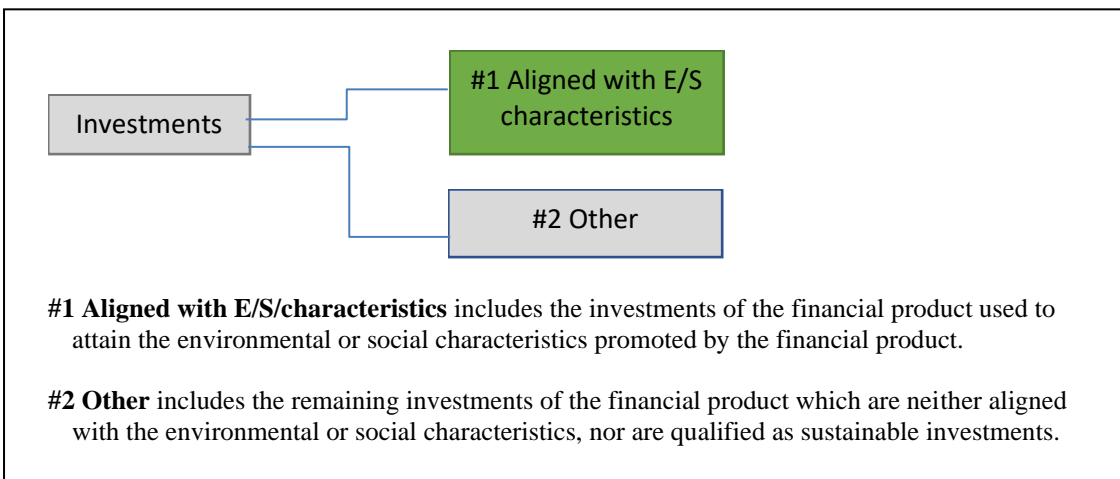 #1 Aligned with E/S
characteristics
Investments
#2 Other
#1 Aligned with E/S/characteristics includes the investments of the financial product used to
attain the environmental or social characteristics promoted by the financial product.
#2 Other includes the remaining investments of the financial product which are neither aligned
with the environmental or social characteristics, nor are qualified as sustainable investments.